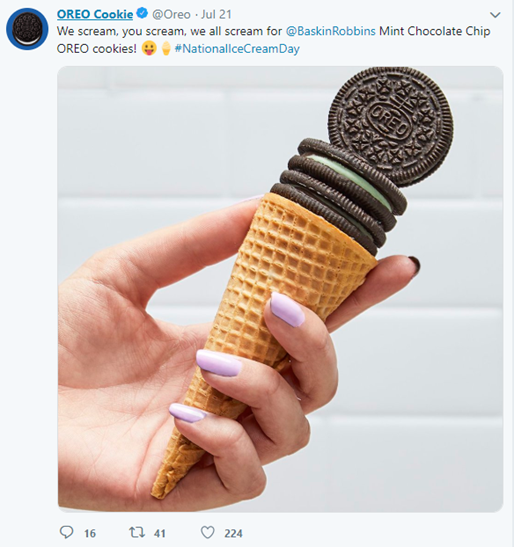 OREO Cookie @Oreo · Jul 21
We scream, you scream, we all scream for @BaskinRobbins Mint Chocolate Chip
OREO cookies! 😛🍦#NationalIceCreamDay
OREO
16 41 224